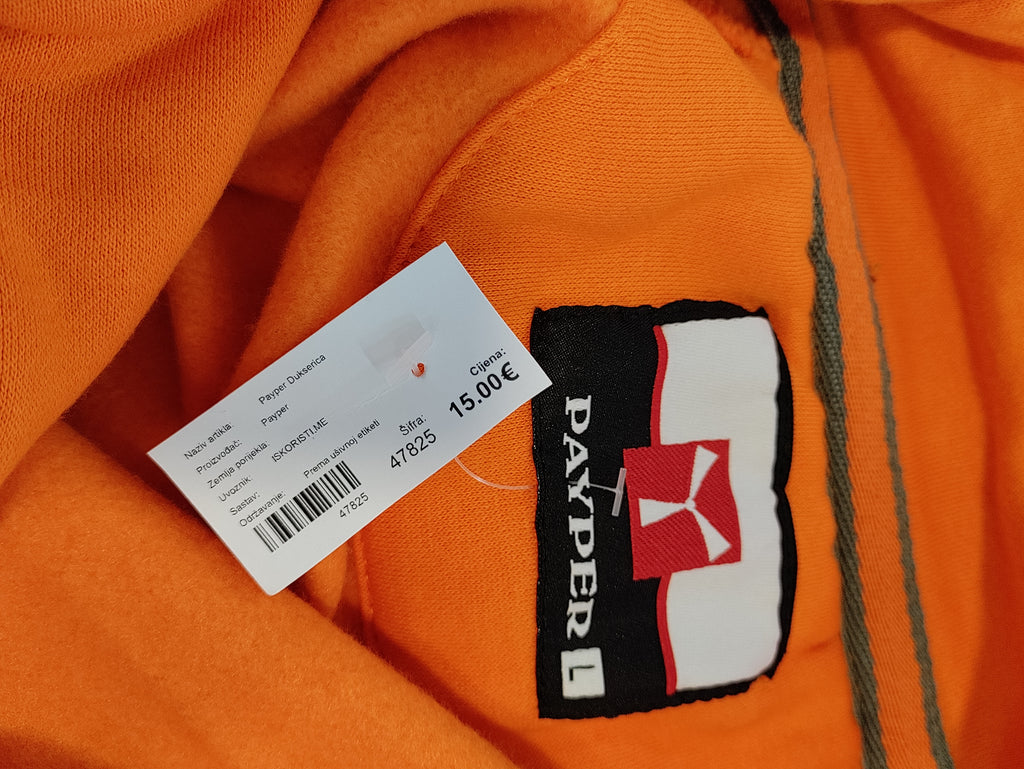 Naziv artikla: Payper Dukserica
Proizvođač: Payper
Zemlja porijekla:
Uvoznik: ISKORISTI.ME
Sastav:
Održavanje: Prema ušivnoj etiketi
47825
Šifra:
47825
Cijena:
15.00€
PAYPER L